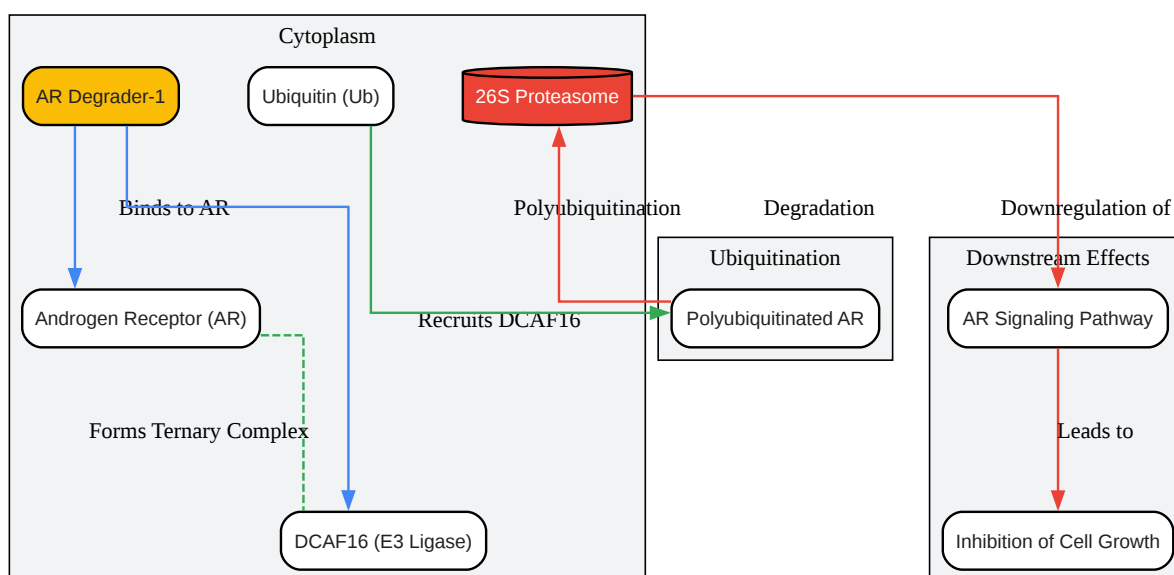 Cytoplasm
AR Degrader-1
Ubiquitin (Ub)
26S Proteasome
Binds to AR
Polyubiquitination
Degradation
Downregulation of
Ubiquitination
Downstream Effects
Androgen Receptor (AR)
Recruits DCAF16
Polyubiquitinated AR
AR Signaling Pathway
Forms Ternary Complex
Leads to
DCAF16 (E3 Ligase)
Inhibition of Cell Growth